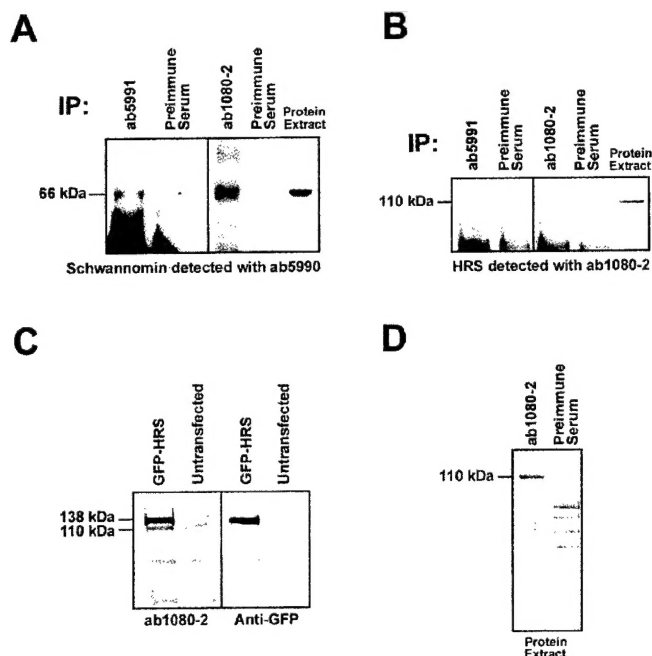 A
IP:
ab5991
Preimmune
Serum
ab1080-2
Preimmune
Serum
Protein
Extract
66 kDa
Schwannomin detected with ab5990
B
IP:
ab5991
Preimmune
Serum
ab1080-2
Preimmune
Serum
Protein
Extract
110 kDa
HRS detected with ab1080-2
C
GFP-HRS
Untransfected
GFP-HRS
Untransfected
138 kDa
110 kDa
ab1080-2
Anti-GFP
D
ab1080-2
Preimmune
Serum
110 kDa
Protein
Extract